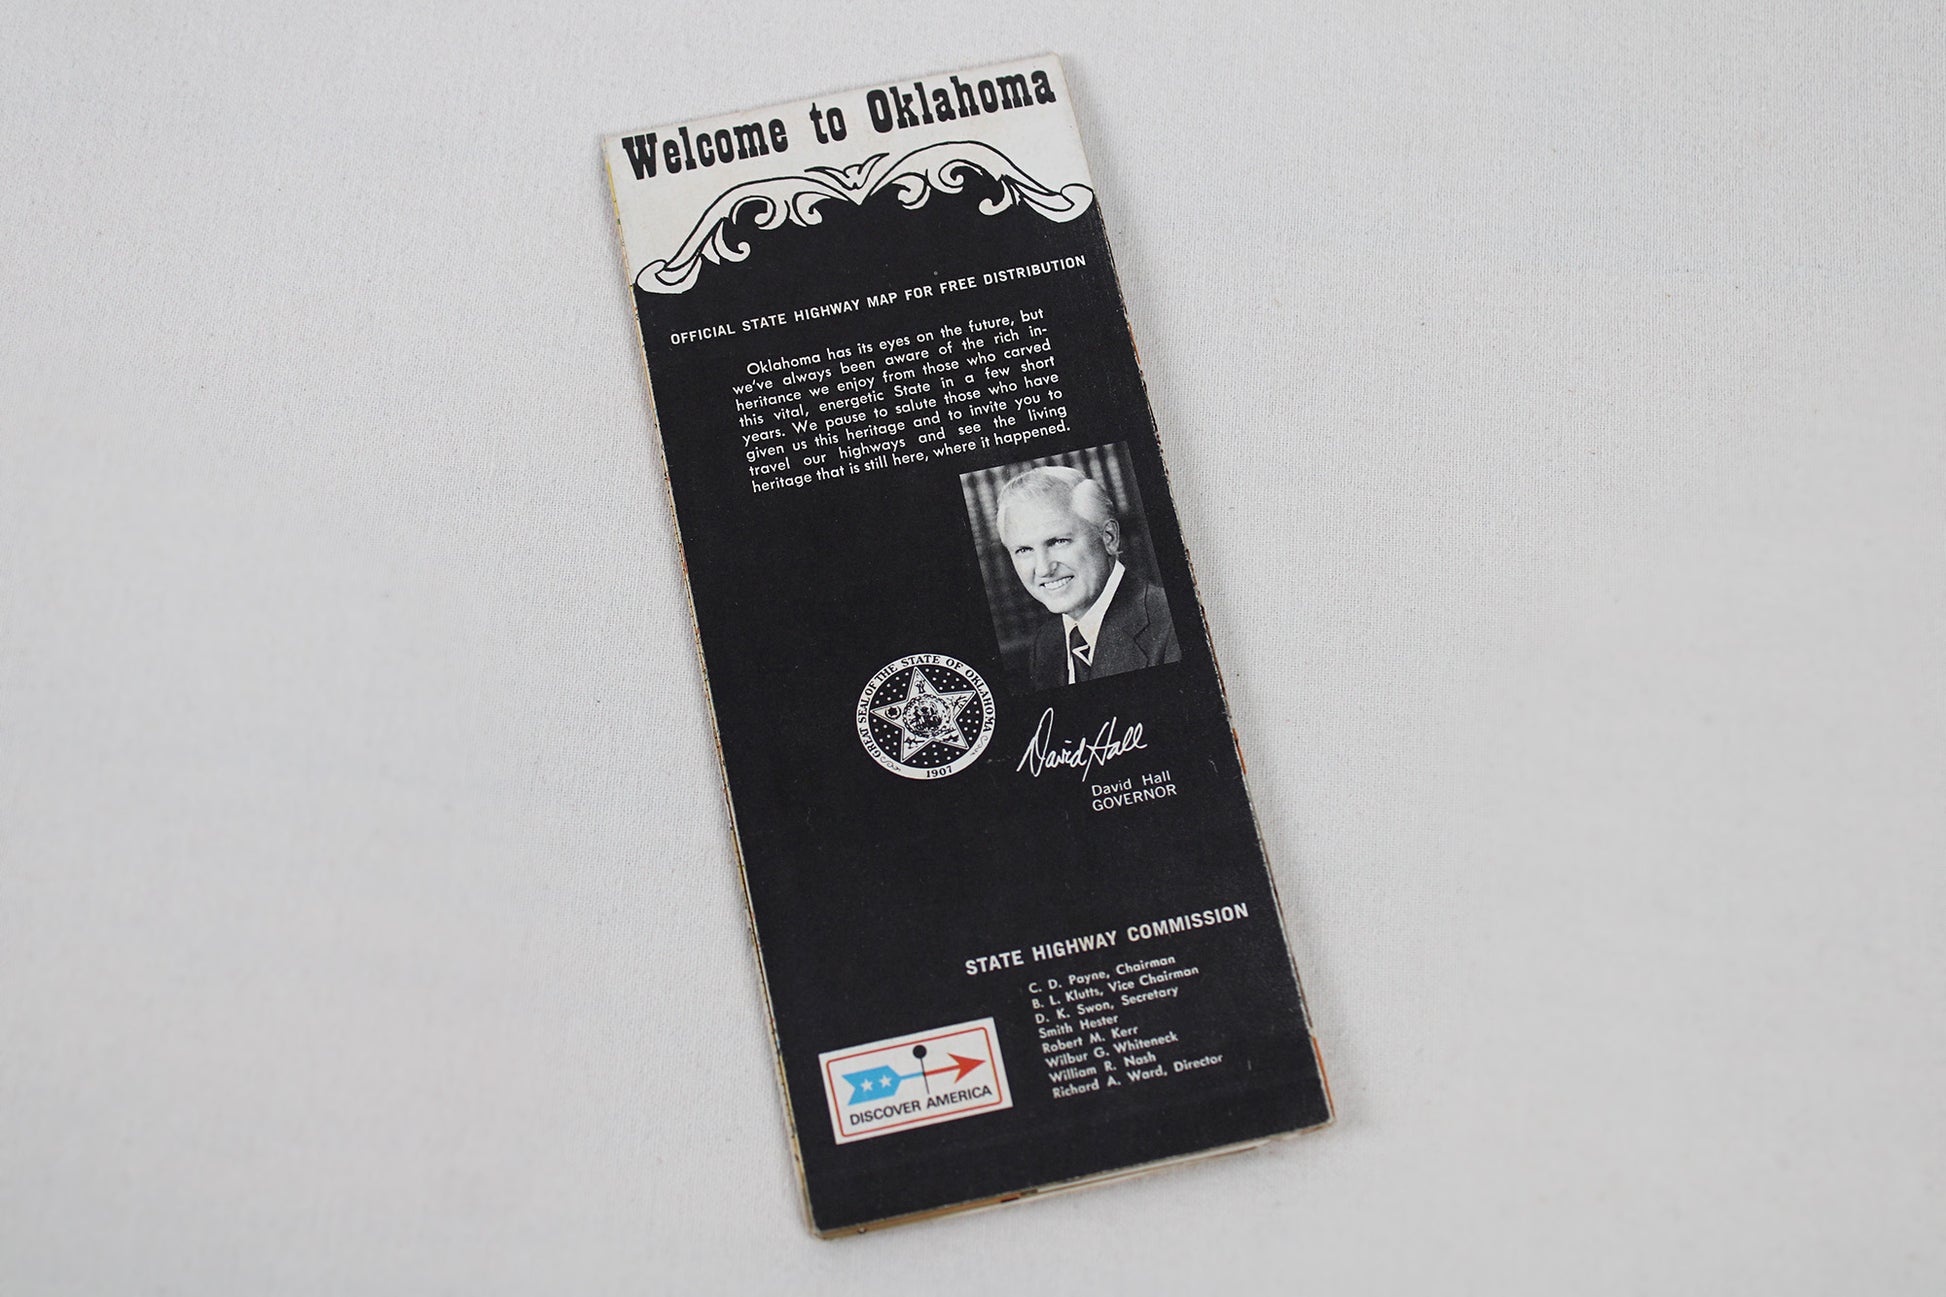 Welcome to Oklahoma
OFFICIAL STATE HIGHWAY MAP FOR FREE DISTRIBUTION
Oklahoma has its eyes on the future, but
we've always been aware of the rich in-
heritance we enjoy from those who carved
this vital, energetic State in a few short
years. We pause to salute those who have
given us this heritage and to invite you to
travel our highways and see the living
heritage that is still here, where it happened.
GREAT SEAL OF THE STATE OF OKLAHOMA
1907
David Hall
David Hall
GOVERNOR
STATE HIGHWAY COMMISSION
C. D. Payne, Chairman
B. L. Klutts, Vice Chairman
D. K. Swon, Secretary
Smith Hester
Robert M. Kerr
Wilbur G. Whiteneck
William R. Nash
Richard A. Ward, Director
DISCOVER AMERICA